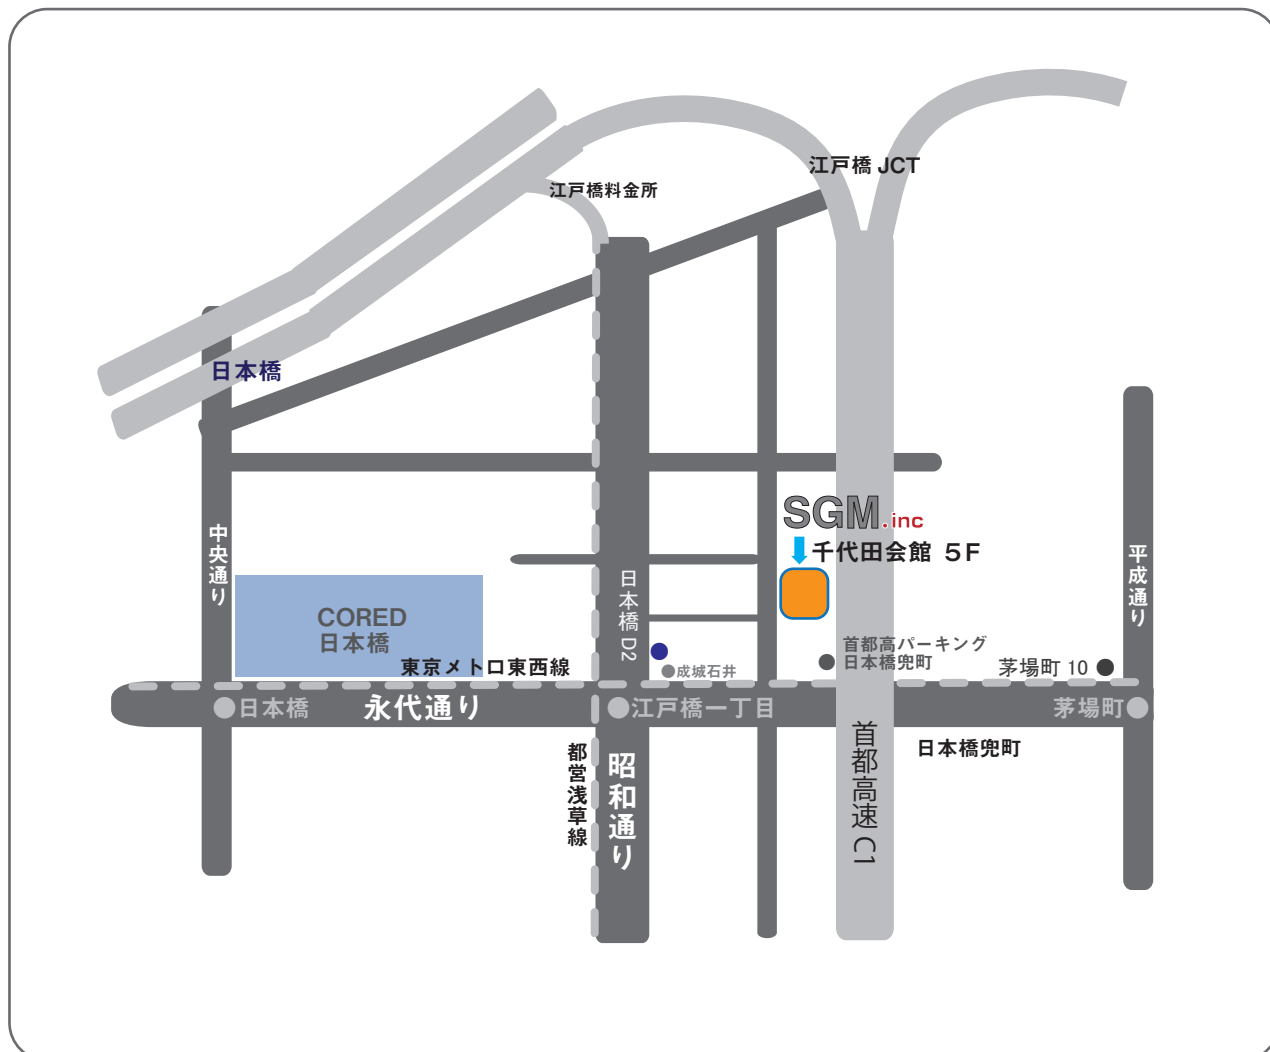 江戸橋 JCT
江戸橋料金所
日本橋
SGM.inc
千代田会館 5F
中央通り
日本橋 D2
平成通り
CORED
日本橋
首都高パーキング
日本橋兜町
東京メトロ東西線
成城石井
茅場町 10
日本橋
永代通り
江戸橋一丁目
茅場町
首都高速 C1
日本橋兜町
都営浅草線
昭和通り